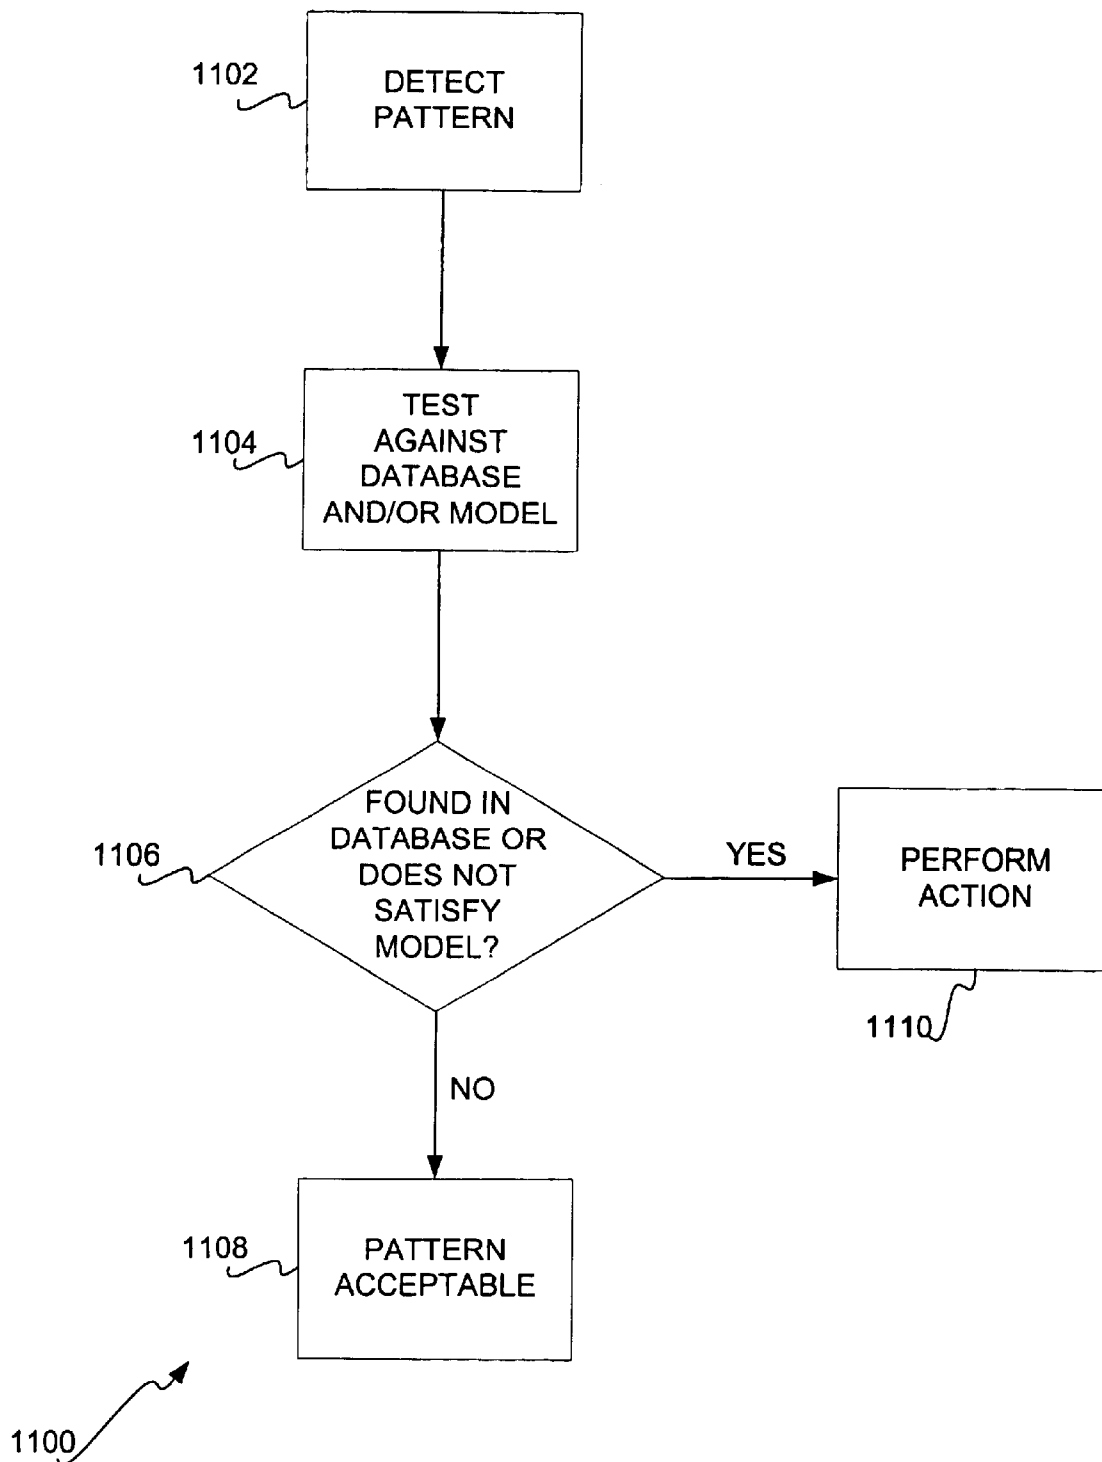 1102
DETECT
PATTERN
1104
TEST
AGAINST
DATABASE
AND/OR MODEL
1106
FOUND IN
DATABASE OR
DOES NOT
SATISFY
MODEL?
YES
PERFORM
ACTION
1110
NO
1108
PATTERN
ACCEPTABLE
1100